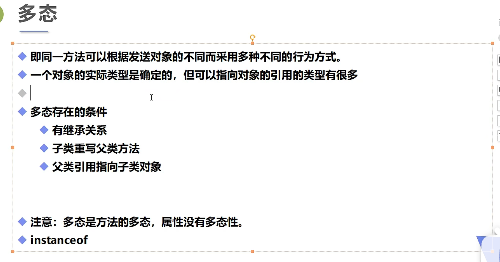 多态
即同一方法可以根据发送对象的不同而采用多种不同的行为方式。
一个对象的实际类型是确定的，但可以指向对象的引用的类型有很多
多态存在的条件
有继承关系
子类重写父类方法
父类引用指向子类对象
注意：多态是方法的多态，属性没有多态性。
instanceof